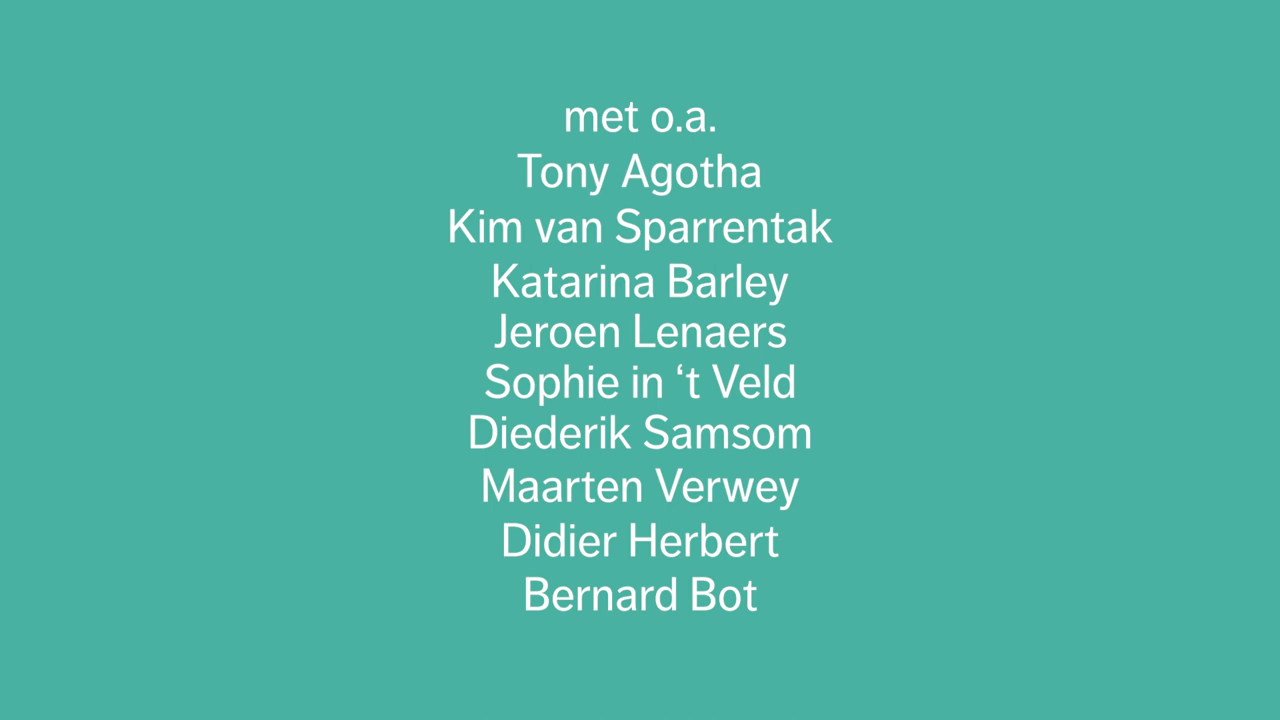 met o.a.
Tony Agotha
Kim van Sparrentak
Katarina Barley
Jeroen Lenaers
Sophie in ‘t Veld
Diederik Samsom
Maarten Verwey
Didier Herbert
Bernard Bot